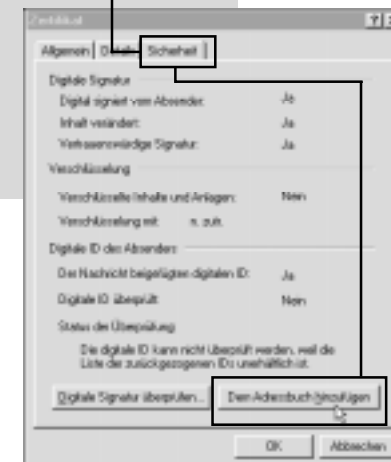 Zertifikat
Allgemein Details Sicherheit
Digitale Signatur
Digital signiert vom Absender: Ja
Inhalt verändert: Ja
Vertrauenswürdige Signatur: Ja
Verschlüsselung
Verschlüsselte Inhalte und Anlagen: Nein
Verschlüsselung mit: n. zutr.
Digitale ID des Absenders
Der Nachricht beigefügten digitalen ID: Ja
Digitale ID überprüft: Nein
Status der Überprüfung:
Die digitale ID kann nicht überprüft werden, weil die
Liste der zurückgezogenen IDs unerhältlich ist.
Digitale Signatur überprüfen... Dem Adressbuch hinzufügen
OK Abbrechen